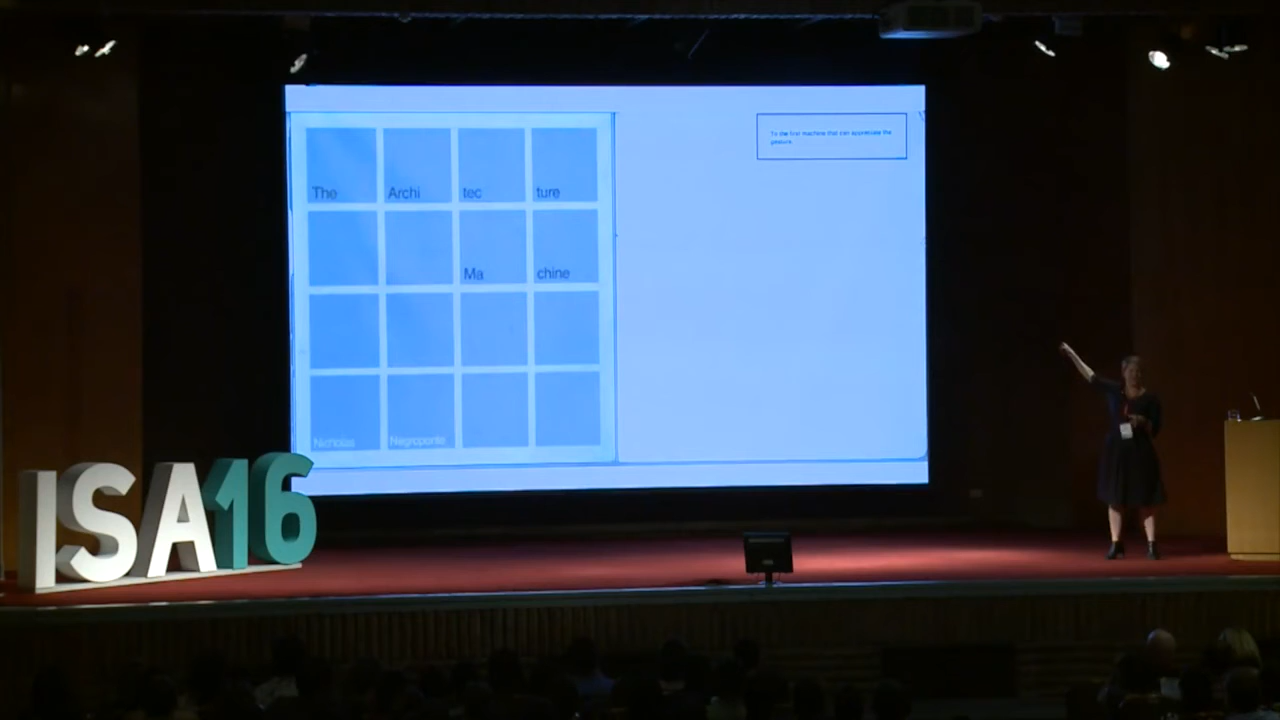 The Archi tec ture
Ma chine
Nicholas Negroponte
To the first machine that can appreciate the
gesture.
ISA16